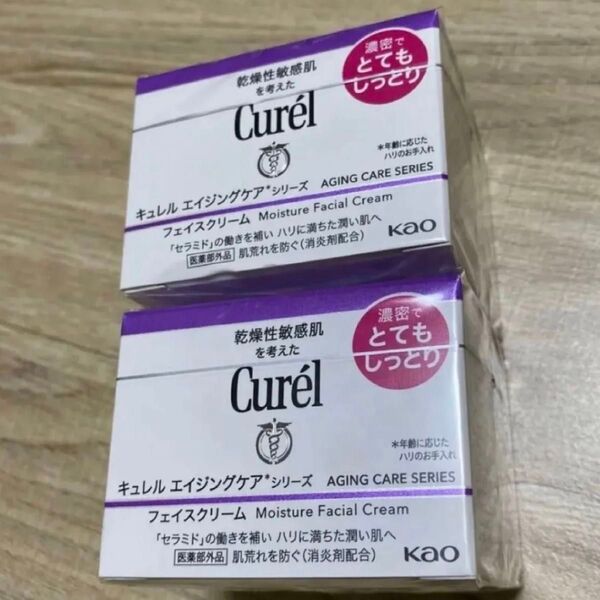 濃密で
とても
しっとり
乾燥性敏感肌
を考えた
Curél
*年齢に応じた
ハリのお手入れ
キュレル エイジングケア*シリーズ AGING CARE SERIES
フェイスクリーム Moisture Facial Cream
「セラミド」の働きを補い ハリに満ちた潤い肌へ
医薬部外品 肌荒れを防ぐ(消炎剤配合)
Kao
濃密で
とても
しっとり
乾燥性敏感肌
を考えた
Curél
*年齢に応じた
ハリのお手入れ
キュレル エイジングケア*シリーズ AGING CARE SERIES
フェイスクリーム Moisture Facial Cream
「セラミド」の働きを補い ハリに満ちた潤い肌へ
医薬部外品 肌荒れを防ぐ(消炎剤配合)
Kao